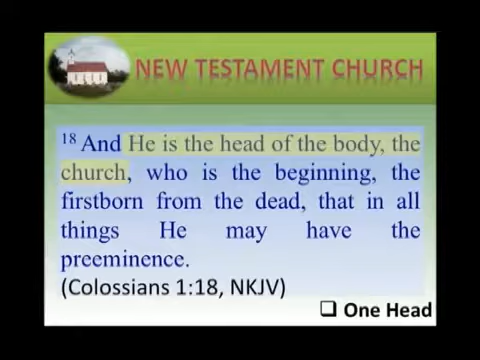 NEW TESTAMENT CHURCH
18 And He is the head of the body, the
church, who is the beginning, the
firstborn from the dead, that in all
things He may have the
preeminence.
(Colossians 1:18, NKJV)
❑ One Head